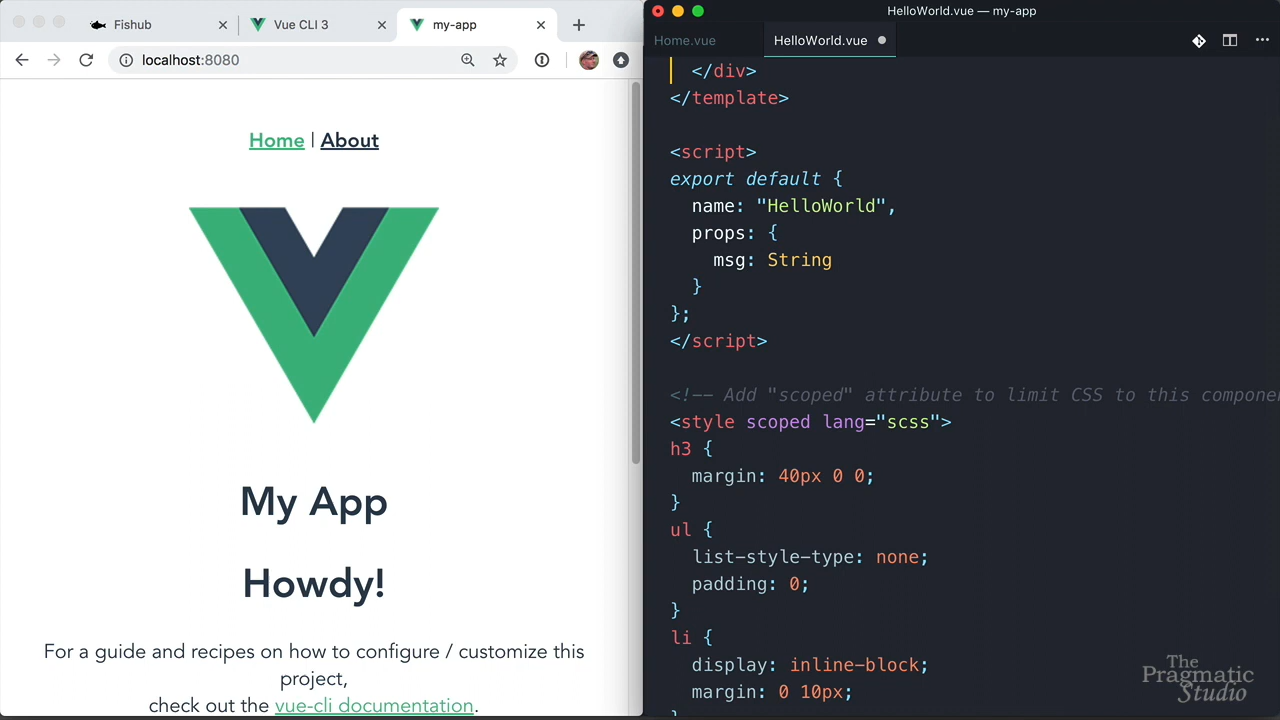 Fishub
Vue CLI 3
my-app
localhost:8080
Home | About
My App
Howdy!
For a guide and recipes on how to configure / customize this
project,
check out the vue-cli documentation.
HelloWorld.vue — my-app
Home.vue
HelloWorld.vue
</div>
</template>
<script>
export default {
name: "HelloWorld",
props: {
msg: String
}
};
</script>
<!-- Add "scoped" attribute to limit CSS to this compone
<style scoped lang="scss">
h3 {
margin: 40px 0 0;
}
ul {
list-style-type: none;
padding: 0;
}
li {
display: inline-block;
margin: 0 10px;
The
Pragmatic
Studio